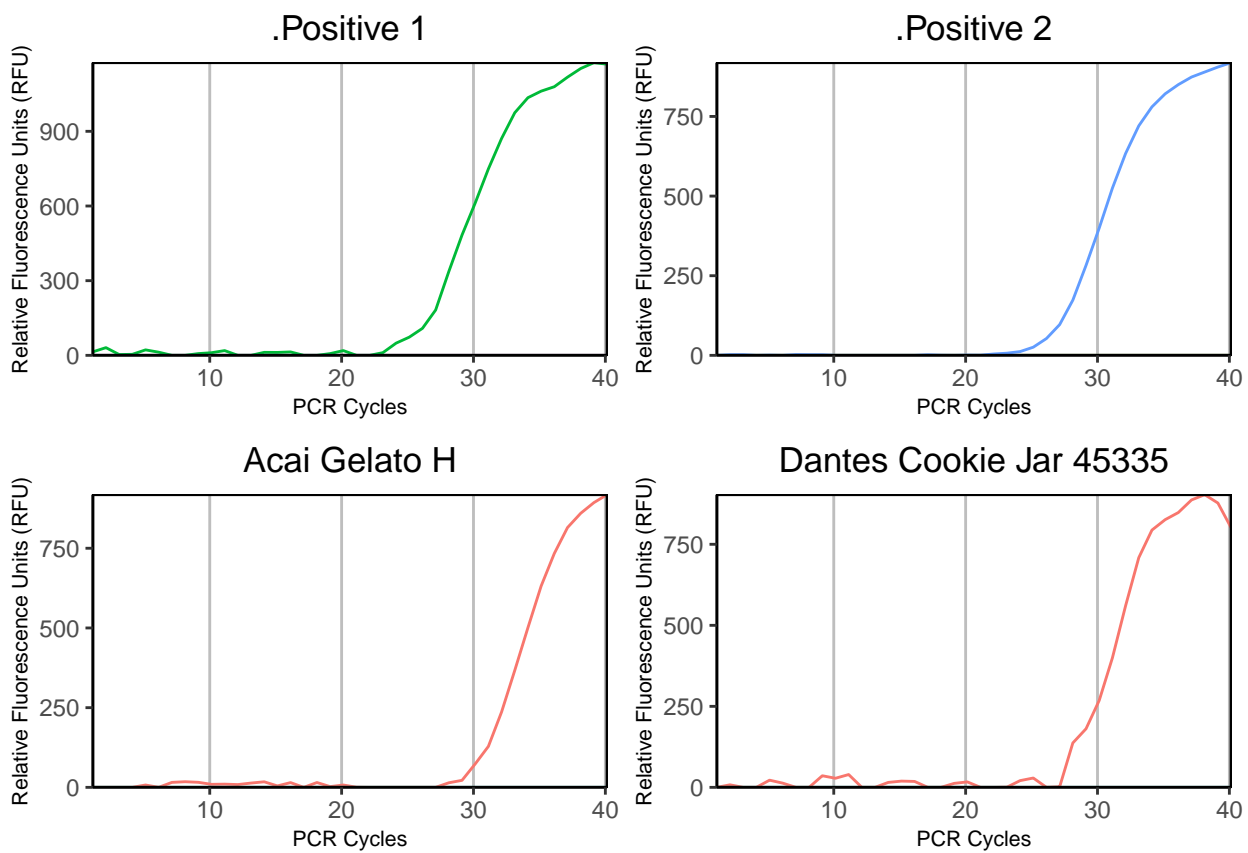 .Positive 1
Relative Fluorescence Units (RFU)
900
600
300
0
10 20 30 40
PCR Cycles
.Positive 2
Relative Fluorescence Units (RFU)
750
500
250
0
10 20 30 40
PCR Cycles
Acai Gelato H
Relative Fluorescence Units (RFU)
750
500
250
0
10 20 30 40
PCR Cycles
Dantes Cookie Jar 45335
Relative Fluorescence Units (RFU)
750
500
250
0
10 20 30 40
PCR Cycles